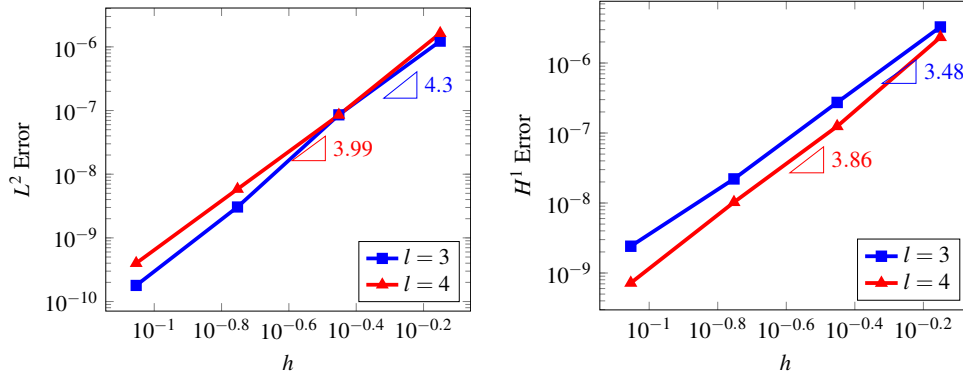 10^{-6}
10^{-7}
10^{-8}
10^{-9}
10^{-10}
L^2 Error
4.3
3.99
l = 3
l = 4
10^{-1} 10^{-0.8} 10^{-0.6} 10^{-0.4} 10^{-0.2}
h
10^{-6}
10^{-7}
10^{-8}
10^{-9}
H^1 Error
3.48
3.86
l = 3
l = 4
10^{-1} 10^{-0.8} 10^{-0.6} 10^{-0.4} 10^{-0.2}
h